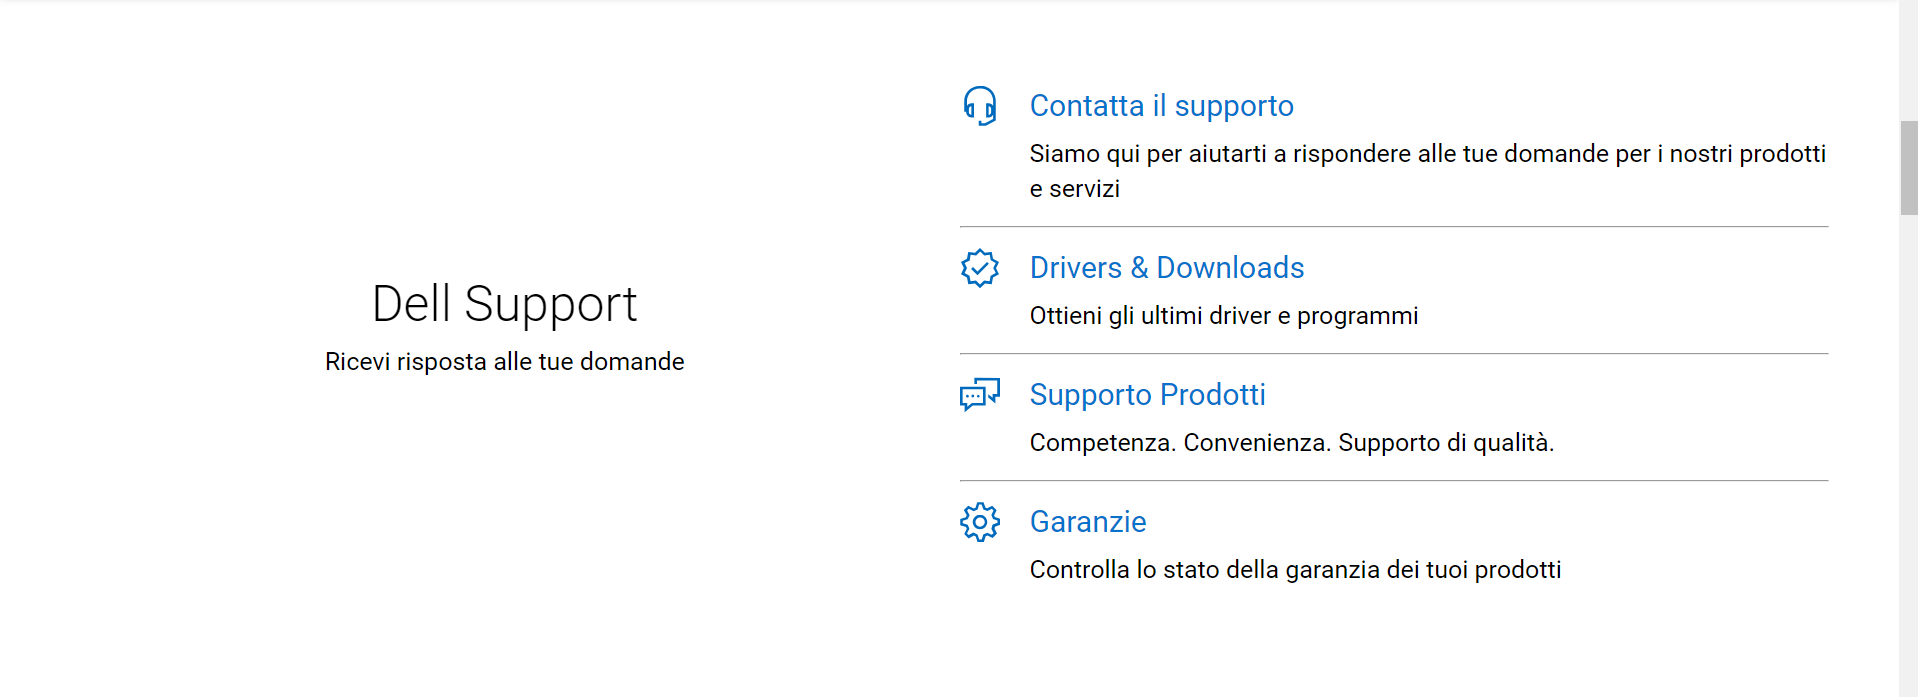 Dell Support
Ricevi risposta alle tue domande
Contatta il supporto
Siamo qui per aiutarti a rispondere alle tue domande per i nostri prodotti
e servizi
Drivers & Downloads
Ottieni gli ultimi driver e programmi
Supporto Prodotti
Competenza. Convenienza. Supporto di qualità.
Garanzie
Controlla lo stato della garanzia dei tuoi prodotti